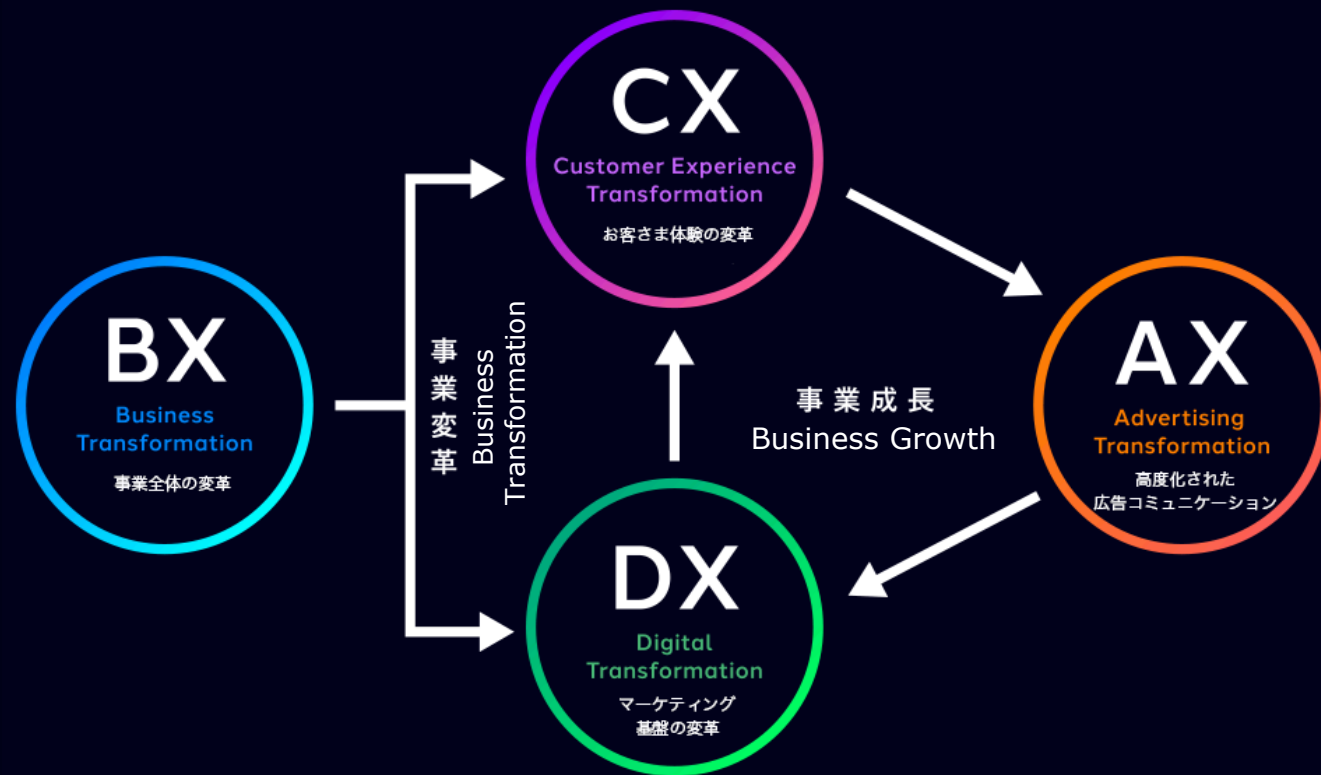 CX
Customer Experience
Transformation
お客さま体験の変革
BX
Business
Transformation
事業全体の変革
事業変革
Business
Transformation
事業成長
Business Growth
AX
Advertising
Transformation
高度化された
広告コミュニケーション
DX
Digital
Transformation
マーケティング
基盤の変革